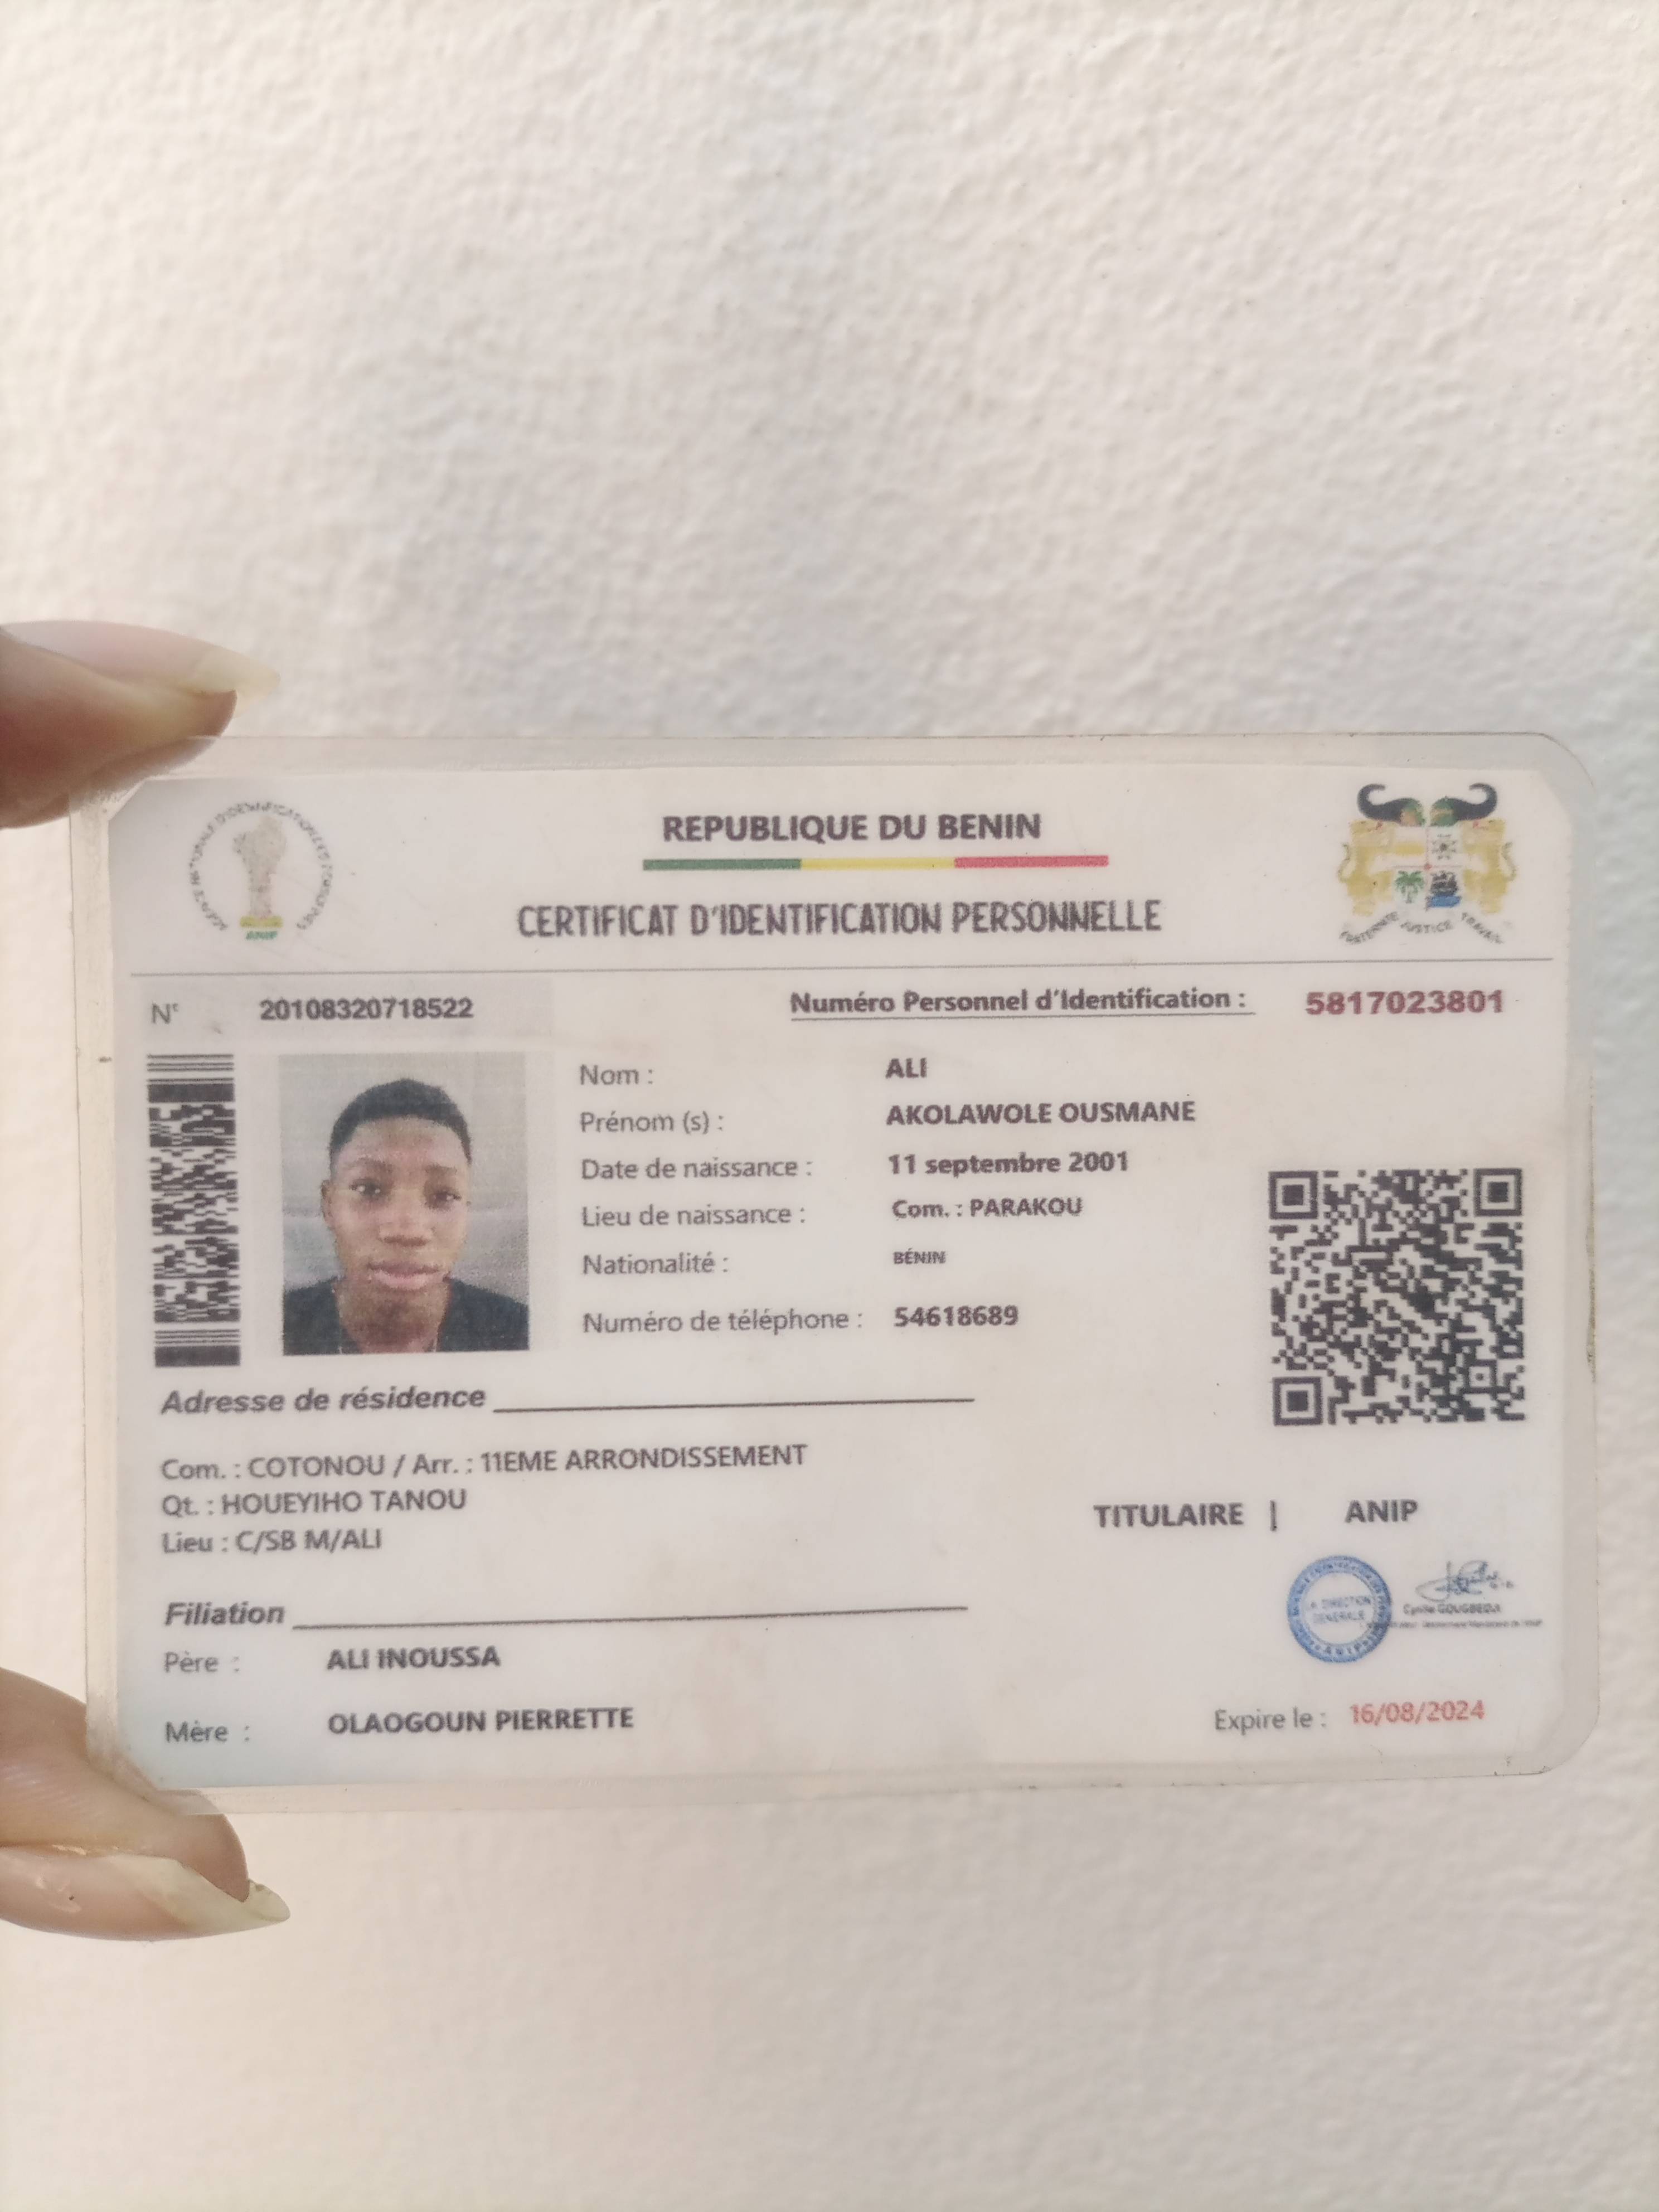 REPUBLIQUE DU BENIN
CERTIFICAT D'IDENTIFICATION PERSONNELLE
ANIP
FRATERNITE JUSTICE TRAVAIL
N° 20108320718522
Numéro Personnel d'Identification : 5817023801
Nom : ALI
Prénom (s) : AKOLAWOLE OUSMANE
Date de naissance : 11 septembre 2001
Lieu de naissance : Com. : PARAKOU
Nationalité : BÉNIN
Numéro de téléphone : 54618689
Adresse de résidence
Com. : COTONOU / Arr. : 11EME ARRONDISSEMENT
Qt. : HOUEYIHO TANOU
Lieu : C/SB M/ALI
TITULAIRE | ANIP
DIRECTION
GENERALE
Filiation
Père : ALI INOUSSA
Mère : OLAOGOUN PIERRETTE
Expire le : 16/08/2024